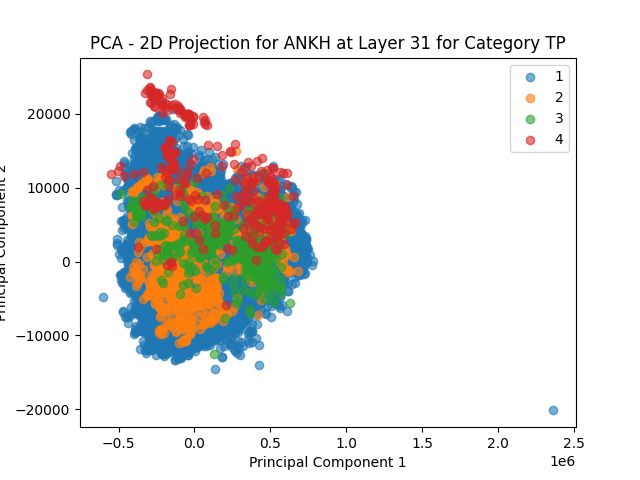 PCA - 2D Projection for ANKH at Layer 31 for Category TP
1
2
3
4
20000
10000
0
−10000
−20000
Principal Component 2
−0.5 0.0 0.5 1.0 1.5 2.0 2.5
1e6
Principal Component 1